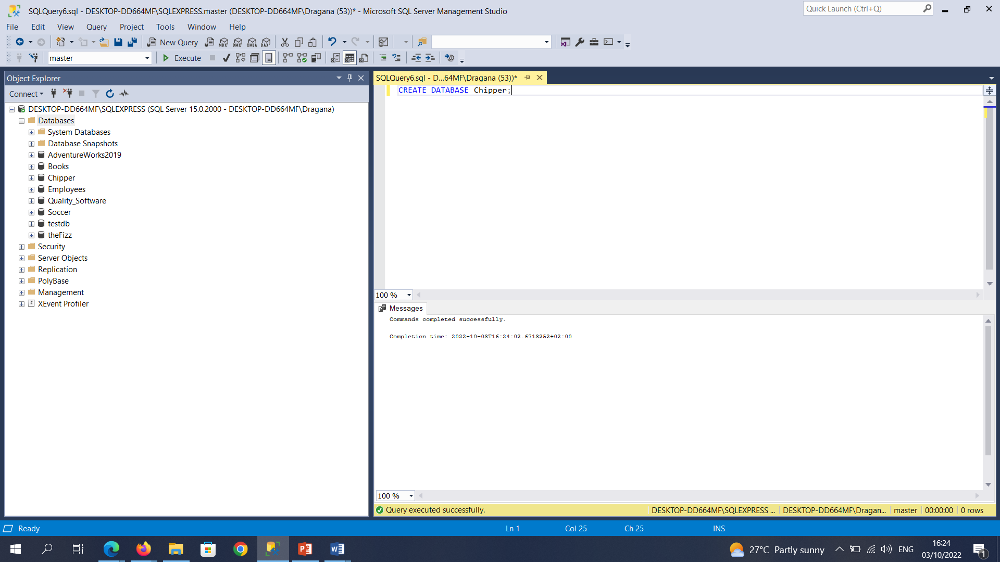 SQLQuery6.sql - DESKTOP-DD664MF\SQLEXPRESS.master (DESKTOP-DD664MF\Dragana (53))* - Microsoft SQL Server Management Studio
Quick Launch (Ctrl+Q)
File Edit View Query Project Tools Window Help
New Query MDX DMX XMLA DAX
master Execute
Object Explorer
Connect
DESKTOP-DD664MF\SQLEXPRESS (SQL Server 15.0.2000 - DESKTOP-DD664MF\Dragana)
Databases
System Databases
Database Snapshots
AdventureWorks2019
Books
Chipper
Employees
Quality_Software
Soccer
testdb
theFizz
Security
Server Objects
Replication
PolyBase
Management
XEvent Profiler
SQLQuery6.sql - D...64MF\Dragana (53))*
CREATE DATABASE Chipper;
100 %
Messages
Commands completed successfully.
Completion time: 2022-10-03T16:24:02.6713252+02:00
100 %
Query executed successfully. DESKTOP-DD664MF\SQLEXPRESS ... DESKTOP-DD664MF\Dragan... master 00:00:00 0 rows
Ready Ln 1 Col 25 Ch 25 INS
27°C Partly sunny ENG 16:24
03/10/2022 1